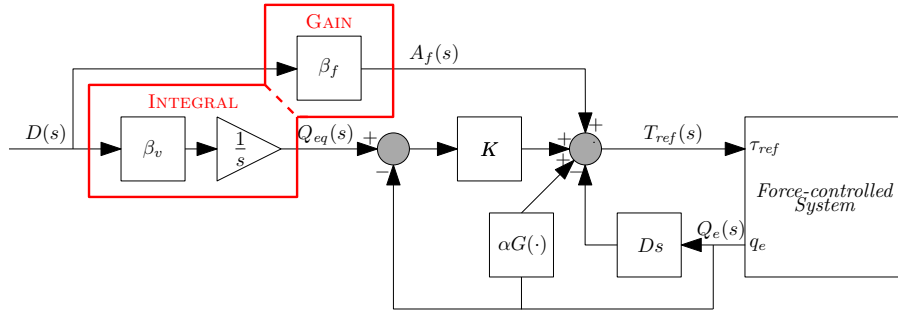 GAIN
β_f
A_f(s)
INTEGRAL
D(s)
β_v
1/s
Q_eq(s)
+
−
K
+
+
+
−
T_ref(s)
τ_ref
Force-controlled
System
αG(·)
Ds
Q_e(s)
q_e